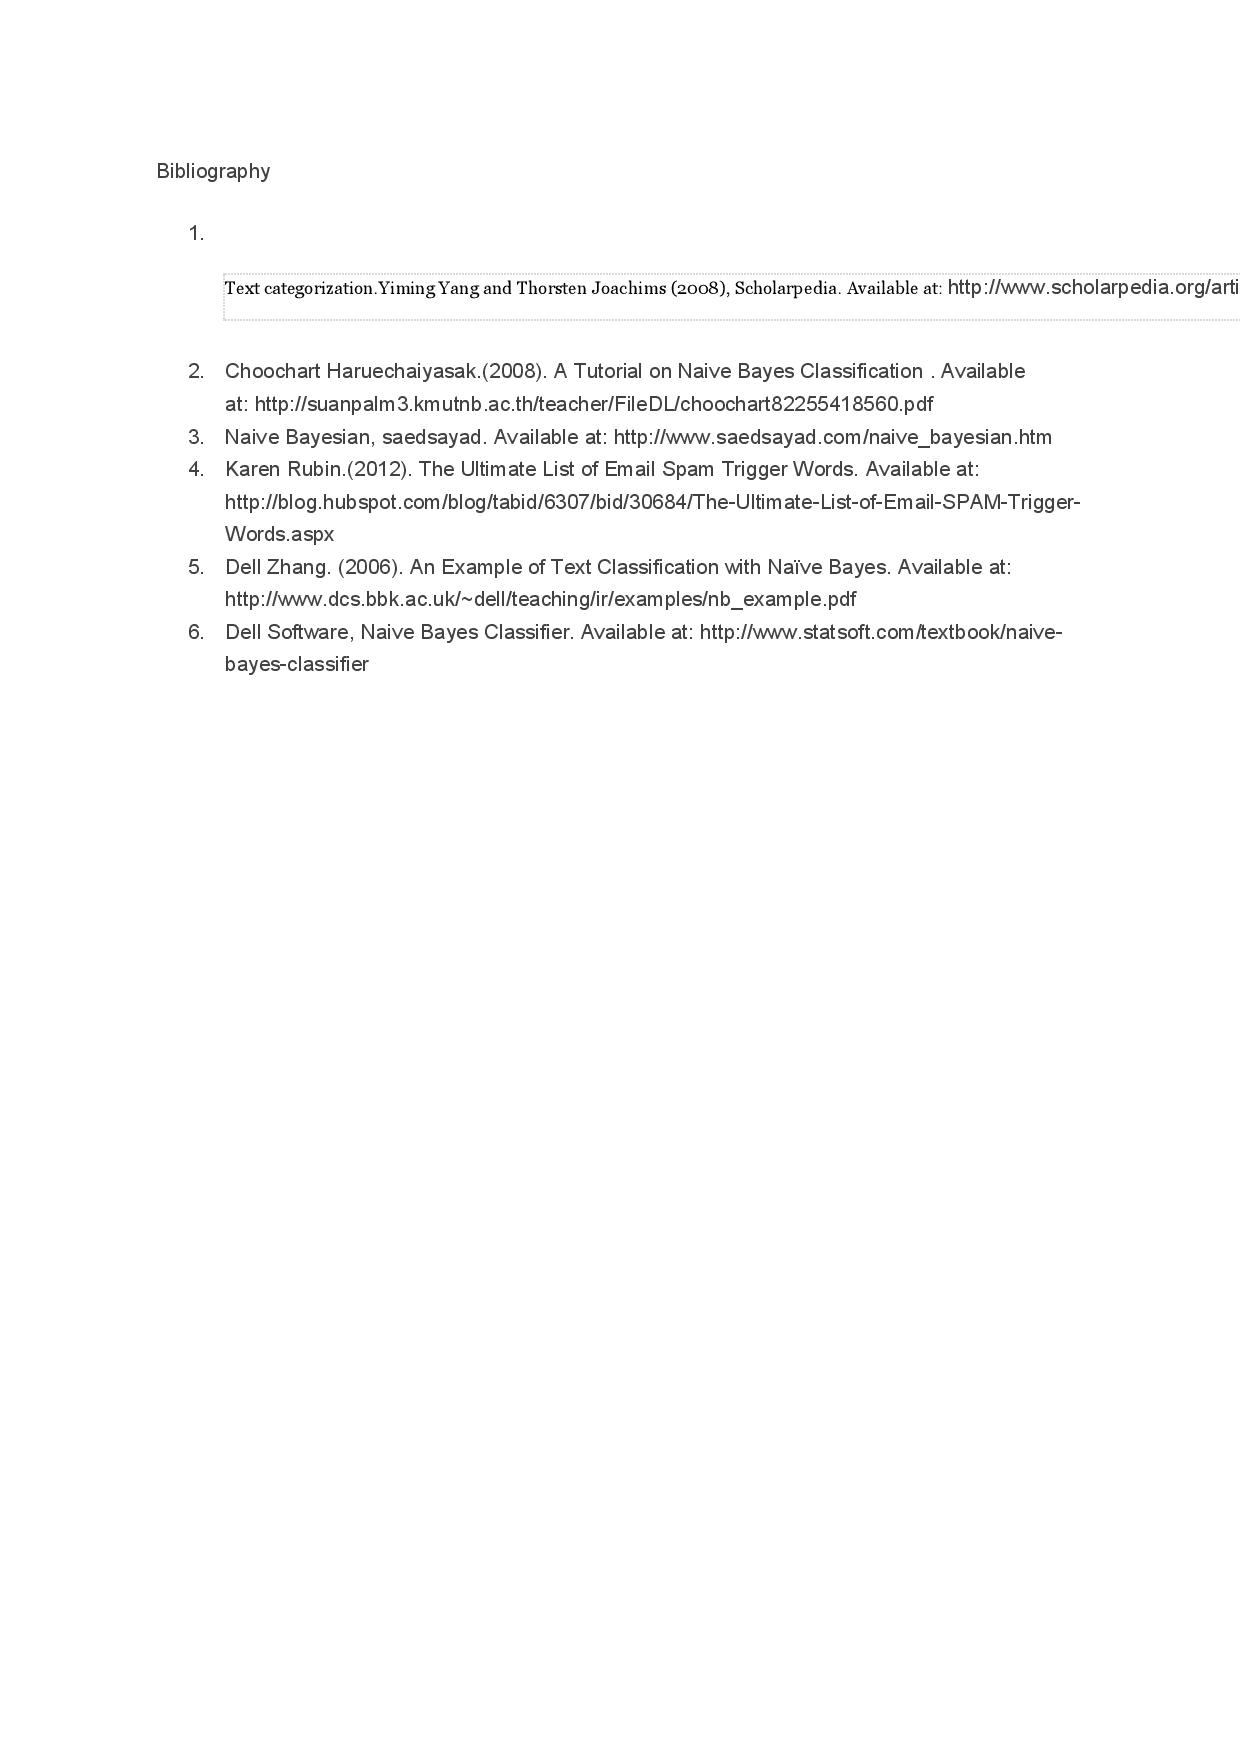 Bibliography
1.
Text categorization.Yiming Yang and Thorsten Joachims (2008), Scholarpedia. Available at: http://www.scholarpedia.org/arti
2. Choochart Haruechaiyasak.(2008). A Tutorial on Naive Bayes Classification . Available
at: http://suanpalm3.kmutnb.ac.th/teacher/FileDL/choochart82255418560.pdf
3. Naive Bayesian, saedsayad. Available at: http://www.saedsayad.com/naive_bayesian.htm
4. Karen Rubin.(2012). The Ultimate List of Email Spam Trigger Words. Available at:
http://blog.hubspot.com/blog/tabid/6307/bid/30684/The-Ultimate-List-of-Email-SPAM-Trigger-
Words.aspx
5. Dell Zhang. (2006). An Example of Text Classification with Naïve Bayes. Available at:
http://www.dcs.bbk.ac.uk/~dell/teaching/ir/examples/nb_example.pdf
6. Dell Software, Naive Bayes Classifier. Available at: http://www.statsoft.com/textbook/naive-
bayes-classifier